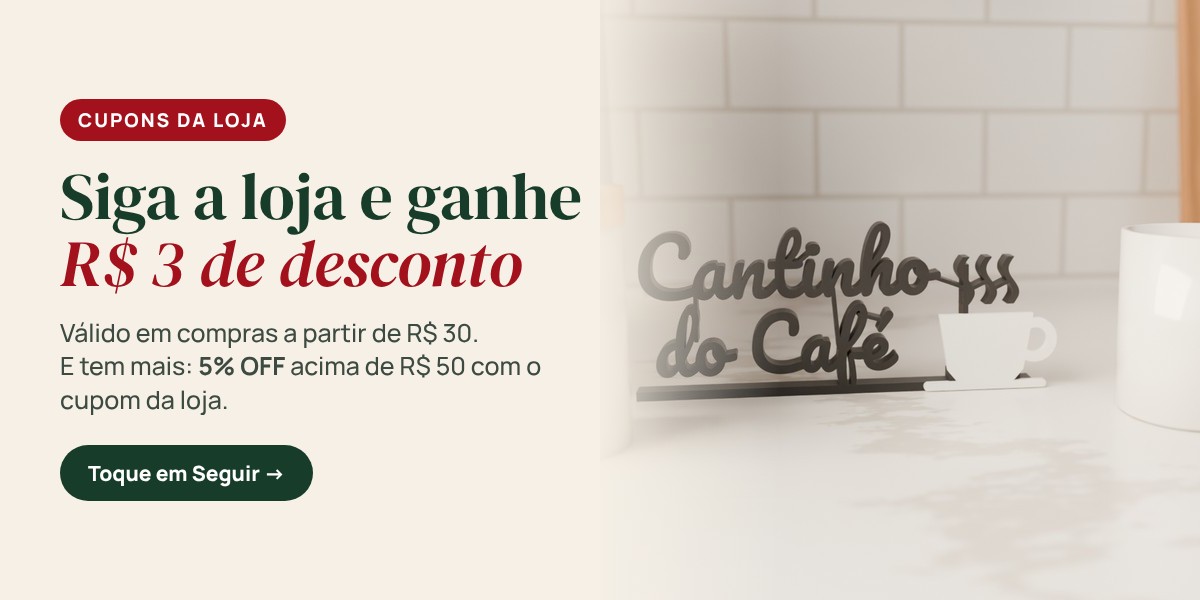 CUPONS DA LOJA
Siga a loja e ganhe
R$ 3 de desconto
Válido em compras a partir de R$ 30.
E tem mais: 5% OFF acima de R$ 50 com o
cupom da loja.
Toque em Seguir →
Cantinho
do Café